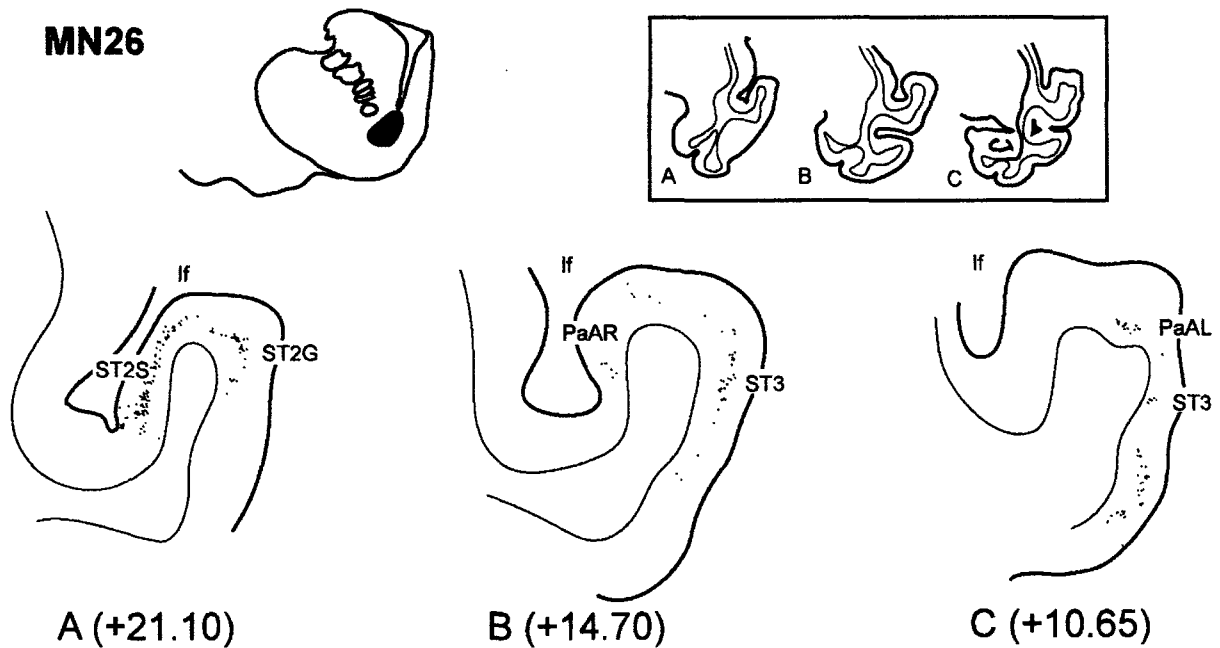 MN26
A
B
C
lf
ST2S
ST2G
lf
PaAR
ST3
lf
PaAL
ST3
A (+21.10)
B (+14.70)
C (+10.65)